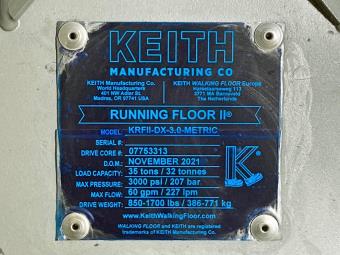 KEITH
MANUFACTURING CO
KEITH Manufacturing Co.
World Headquarters
401 NW Adler St.
Madras, OR 97741 USA
KEITH WALKING FLOOR Europe
Harselaarseweg 113
3771 MA Barneveld
The Netherlands
RUNNING FLOOR II®
MODEL: KRFII-DX-3.0-METRIC
SERIAL #:
DRIVE CORE #: 07753313
D.O.M.: NOVEMBER 2021
LOAD CAPACITY: 35 tons / 32 tonnes
MAX PRESSURE: 3000 psi / 207 bar
MAX FLOW: 60 gpm / 227 lpm
DRIVE WEIGHT: 850-1700 lbs / 386-771 kg
K®
www.KeithWalkingFloor.com
WALKING FLOOR and KEITH are registered
trademarks of KEITH Manufacturing Co.